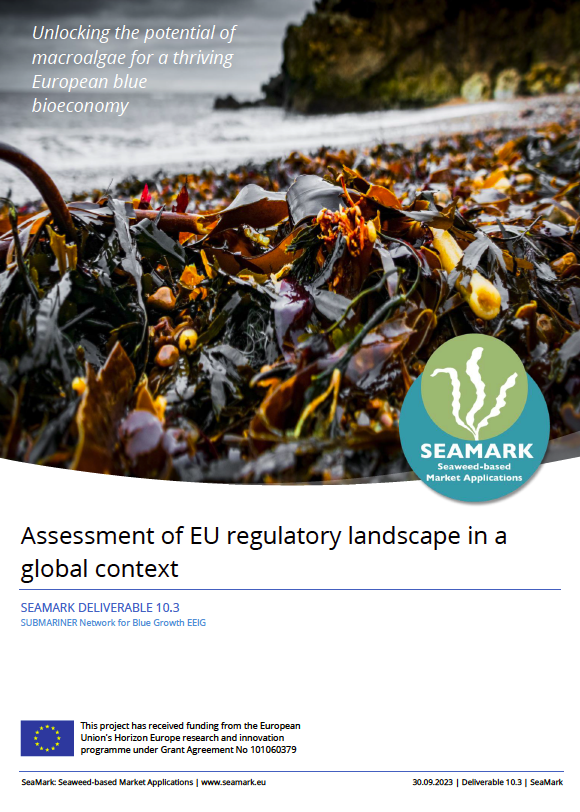 Unlocking the potential of
macroalgae for a thriving
European blue
bioeconomy
SEAMARK
Seaweed-based
Market Applications
Assessment of EU regulatory landscape in a
global context
SEAMARK DELIVERABLE 10.3
SUBMARINER Network for Blue Growth EEIG
This project has received funding from the European
Union's Horizon Europe research and innovation
programme under Grant Agreement No 101060379
SeaMark: Seaweed-based Market Applications | www.seamark.eu
30.09.2023 | Deliverable 10.3 | SeaMark